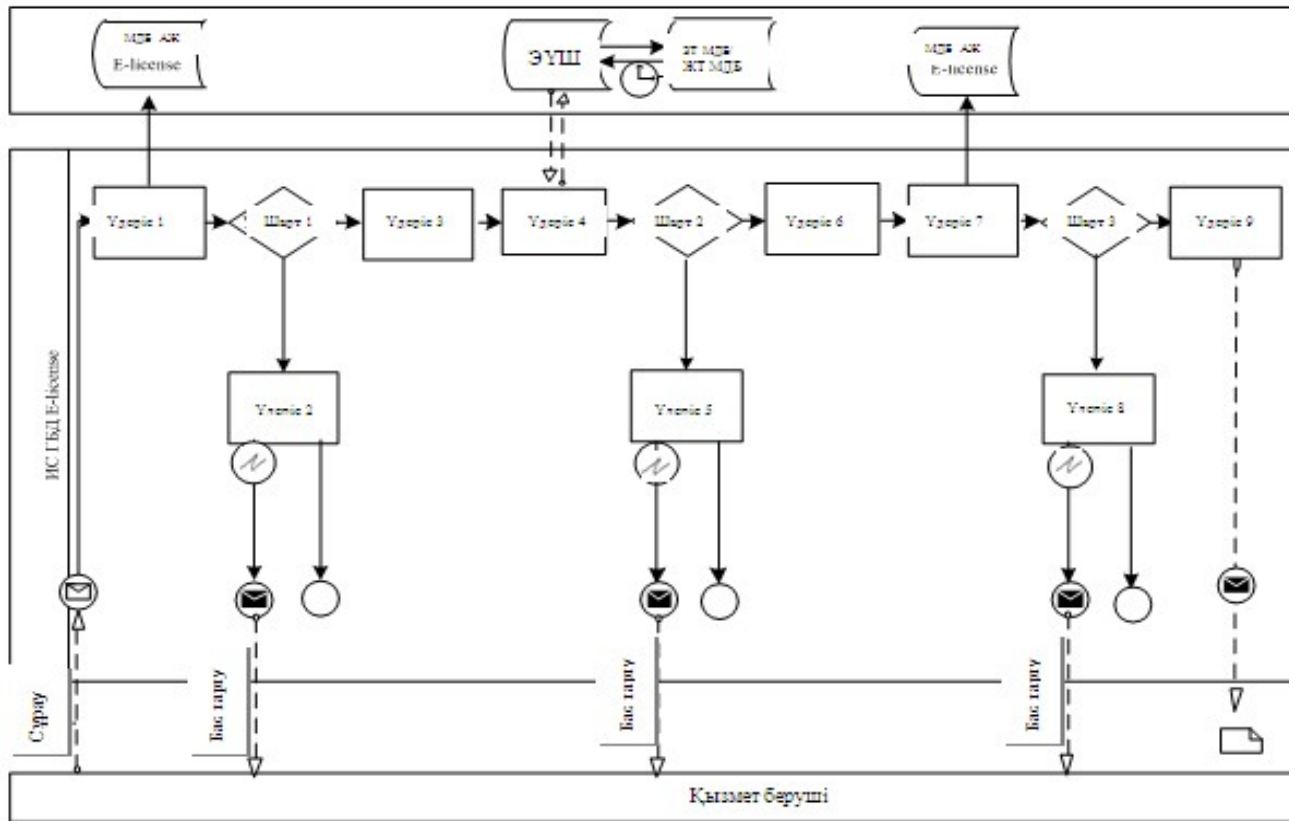 МДБ АЖ
E-license
ЭҮШ
ЗТ МДБ/
ЖТ МДБ
МДБ АЖ
E-license
Үдеріс 1
Шарт 1
Үдеріс 3
Үдеріс 4
Шарт 2
Үдеріс 6
Үдеріс 7
Шарт 3
Үдеріс 9
ИС ГБД E-license
Үдеріс 2
Үдеріс 5
Үдеріс 8
Сұрау
Бас тарту
Бас тарту
Бас тарту
Қызмет беруші